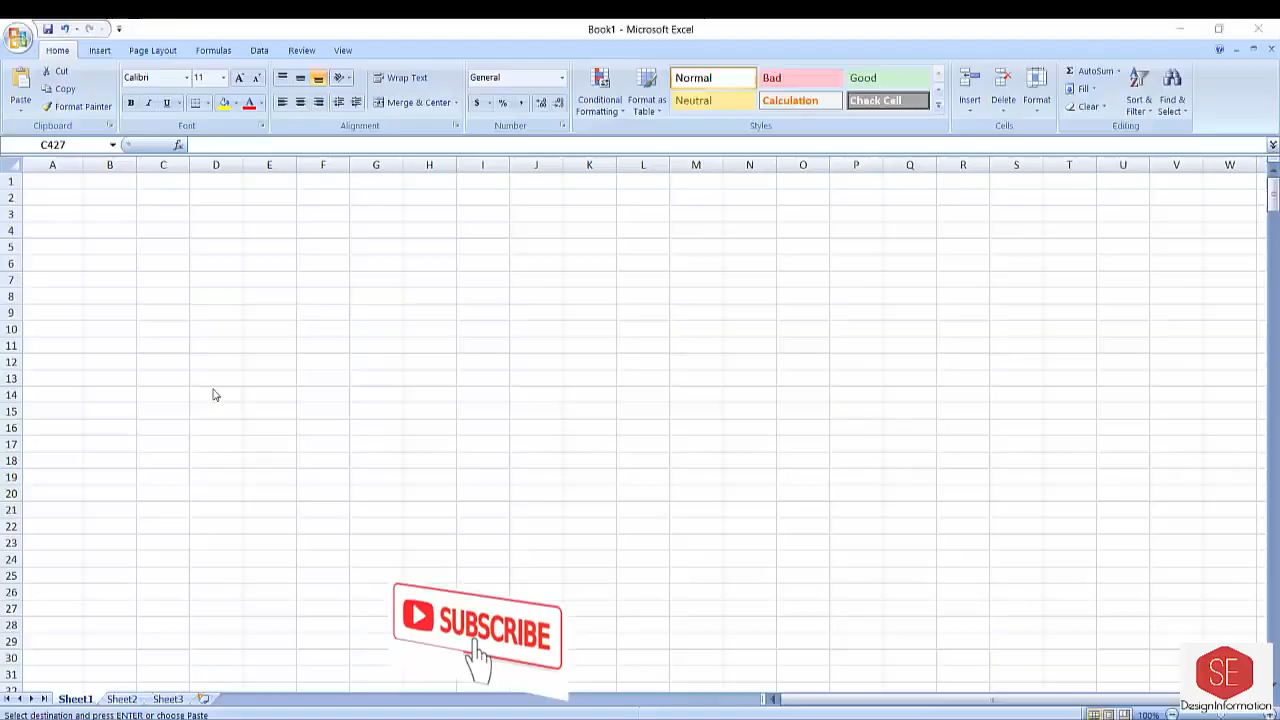 Book1 - Microsoft Excel
Home Insert Page Layout Formulas Data Review View
Cut Calibri 11 Wrap Text General Normal Bad Good AutoSum
Copy Fill
Paste Format Painter B I U Merge & Center $ % , Conditional Formatting Format as Table Neutral Calculation Check Cell Insert Delete Format Clear Sort & Filter Find & Select
Clipboard Font Alignment Number Styles Cells Editing
C427 fx
A B C D E F G H I J K L M N O P Q R S T U V W
1
2
3
4
5
6
7
8
9
10
11
12
13
14
15
16
17
18
19
20
21
22
23
24
25
26
27
28
29
30
31
32
SUBSCRIBE
SE
DesignInformation
Sheet1 Sheet2 Sheet3
Select destination and press ENTER or choose Paste 100%